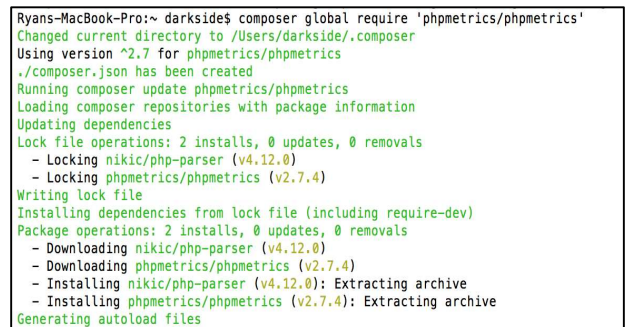 Ryans-MacBook-Pro:~ darkside$ composer global require 'phpmetrics/phpmetrics'
Changed current directory to /Users/darkside/.composer
Using version ^2.7 for phpmetrics/phpmetrics
./composer.json has been created
Running composer update phpmetrics/phpmetrics
Loading composer repositories with package information
Updating dependencies
Lock file operations: 2 installs, 0 updates, 0 removals
  - Locking nikic/php-parser (v4.12.0)
  - Locking phpmetrics/phpmetrics (v2.7.4)
Writing lock file
Installing dependencies from lock file (including require-dev)
Package operations: 2 installs, 0 updates, 0 removals
  - Downloading nikic/php-parser (v4.12.0)
  - Downloading phpmetrics/phpmetrics (v2.7.4)
  - Installing nikic/php-parser (v4.12.0): Extracting archive
  - Installing phpmetrics/phpmetrics (v2.7.4): Extracting archive
Generating autoload files